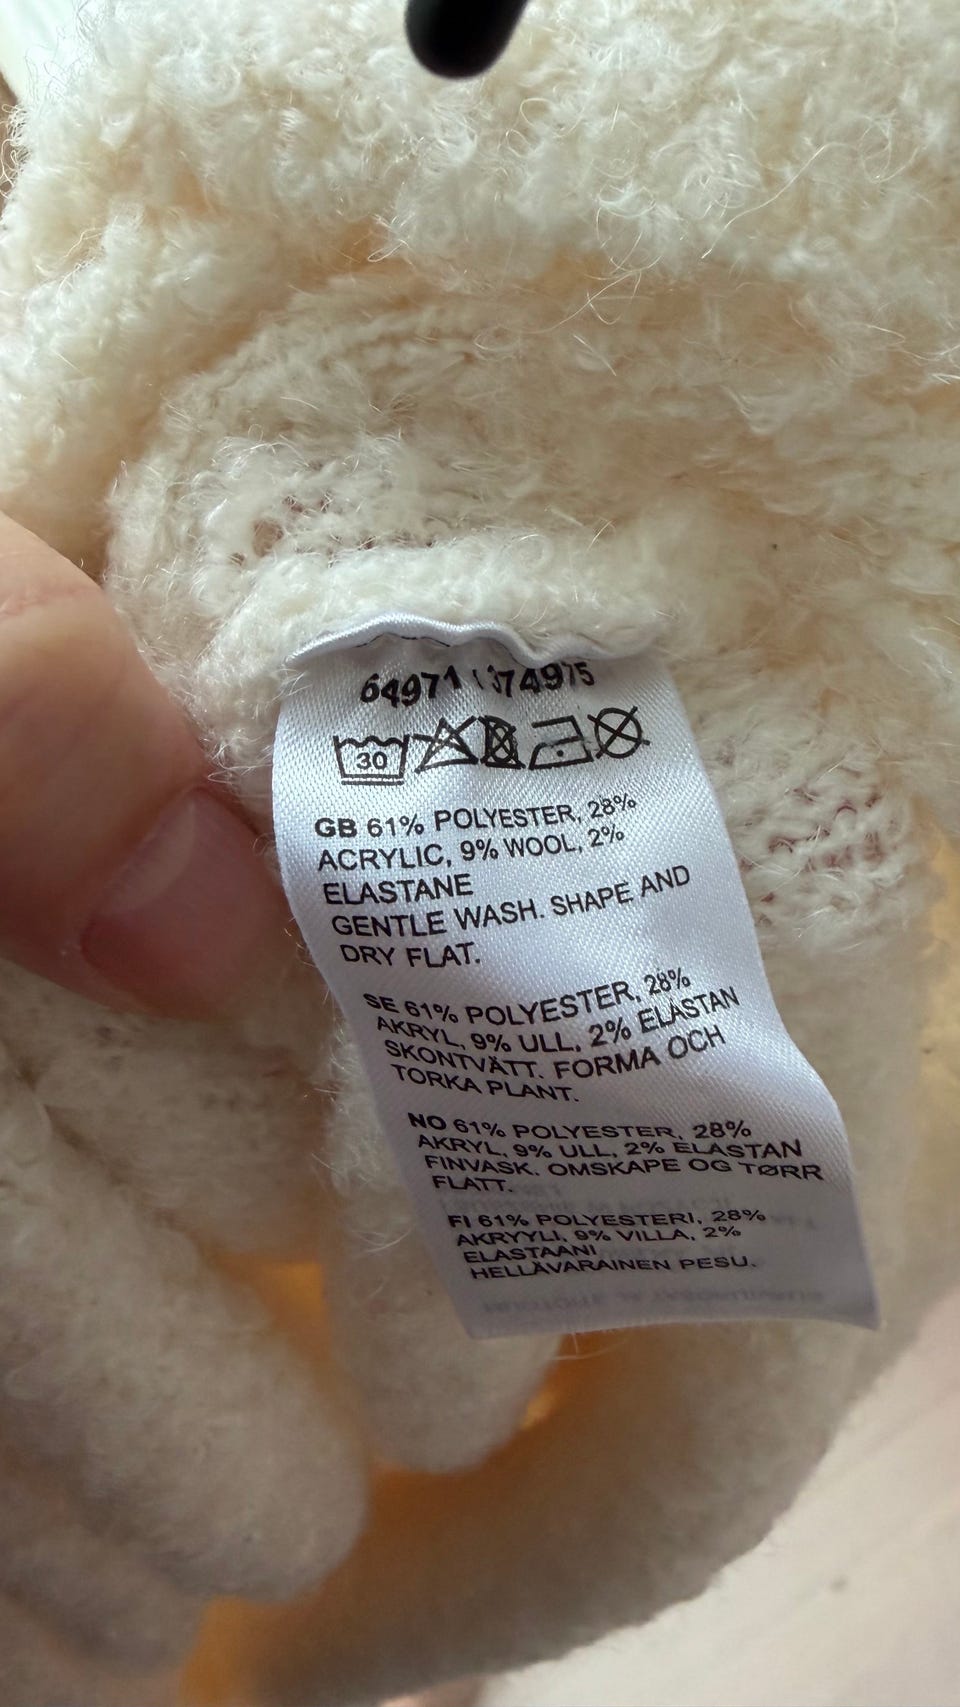 64971
30
GB 61% POLYESTER, 28%
ACRYLIC, 9% WOOL, 2%
ELASTANE
GENTLE WASH. SHAPE AND
DRY FLAT.
SE 61% POLYESTER, 28%
AKRYL, 9% ULL, 2% ELASTAN
SKONTVÄTT. FORMA OCH
TORKA PLANT.
NO 61% POLYESTER, 28%
AKRYL, 9% ULL, 2% ELASTAN
FINVASK. OMSKAPE OG TØRR
FLATT.
FI 61% POLYESTERI, 28%
AKRYYLI, 9% VILLA, 2%
ELASTAANI
HELLÄVARAINEN PESU.